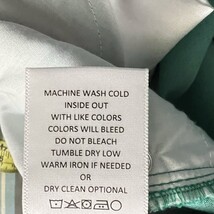 MACHINE WASH COLD
INSIDE OUT
WITH LIKE COLORS
COLORS WILL BLEED
DO NOT BLEACH
TUMBLE DRY LOW
WARM IRON IF NEEDED
OR
DRY CLEAN OPTIONAL